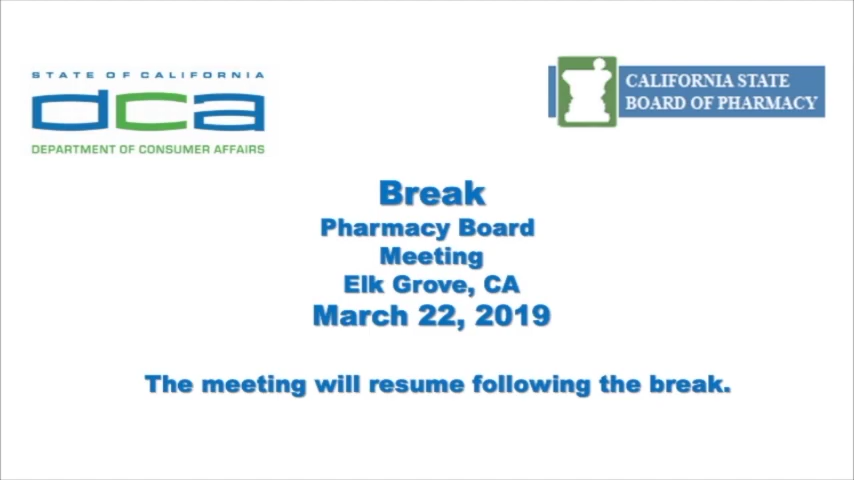 STATE OF CALIFORNIA
dca
DEPARTMENT OF CONSUMER AFFAIRS
CALIFORNIA STATE
BOARD OF PHARMACY
Break
Pharmacy Board
Meeting
Elk Grove, CA
March 22, 2019
The meeting will resume following the break.